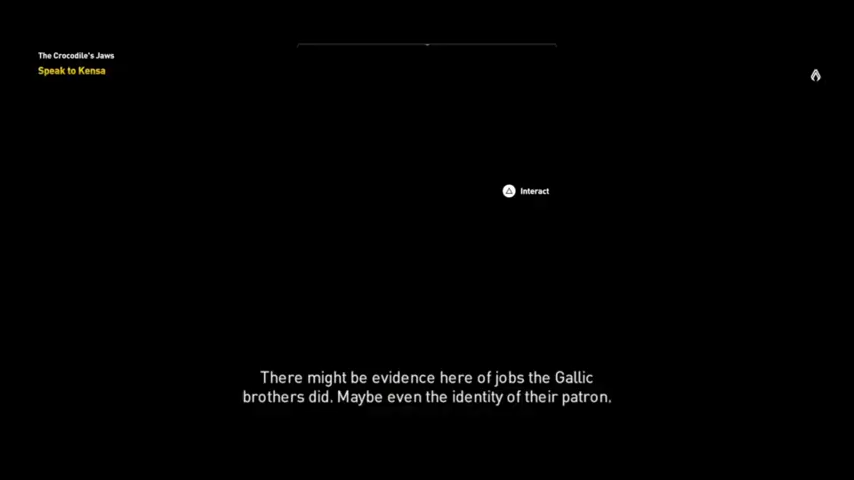 The Crocodile's Jaws
Speak to Kensa
Interact
There might be evidence here of jobs the Gallic
brothers did. Maybe even the identity of their patron.